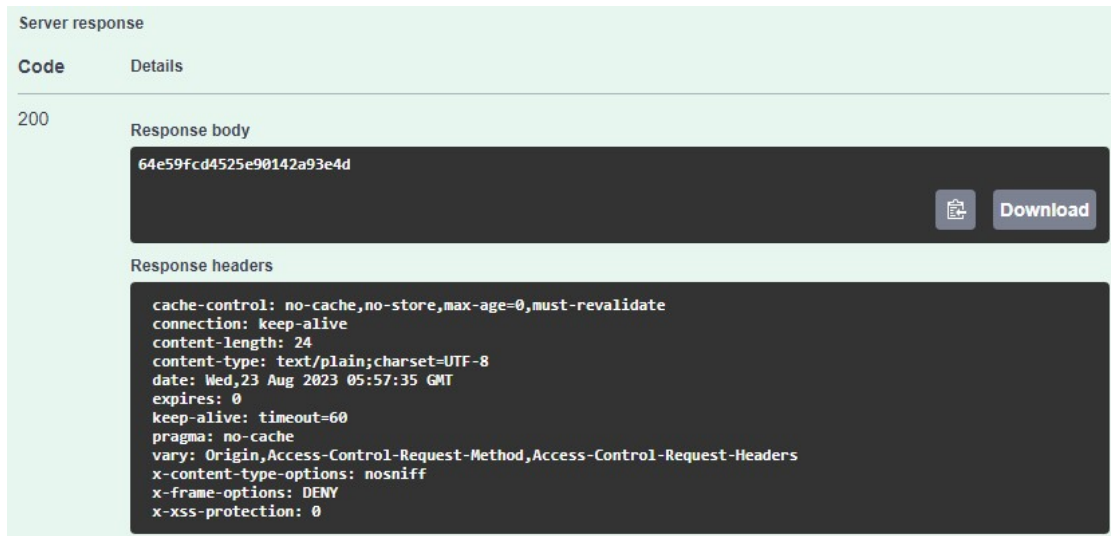 Server response
Code Details
200
Response body
64e59fcd4525e90142a93e4d
Download
Response headers
cache-control: no-cache,no-store,max-age=0,must-revalidate
connection: keep-alive
content-length: 24
content-type: text/plain;charset=UTF-8
date: Wed,23 Aug 2023 05:57:35 GMT
expires: 0
keep-alive: timeout=60
pragma: no-cache
vary: Origin,Access-Control-Request-Method,Access-Control-Request-Headers
x-content-type-options: nosniff
x-frame-options: DENY
x-xss-protection: 0